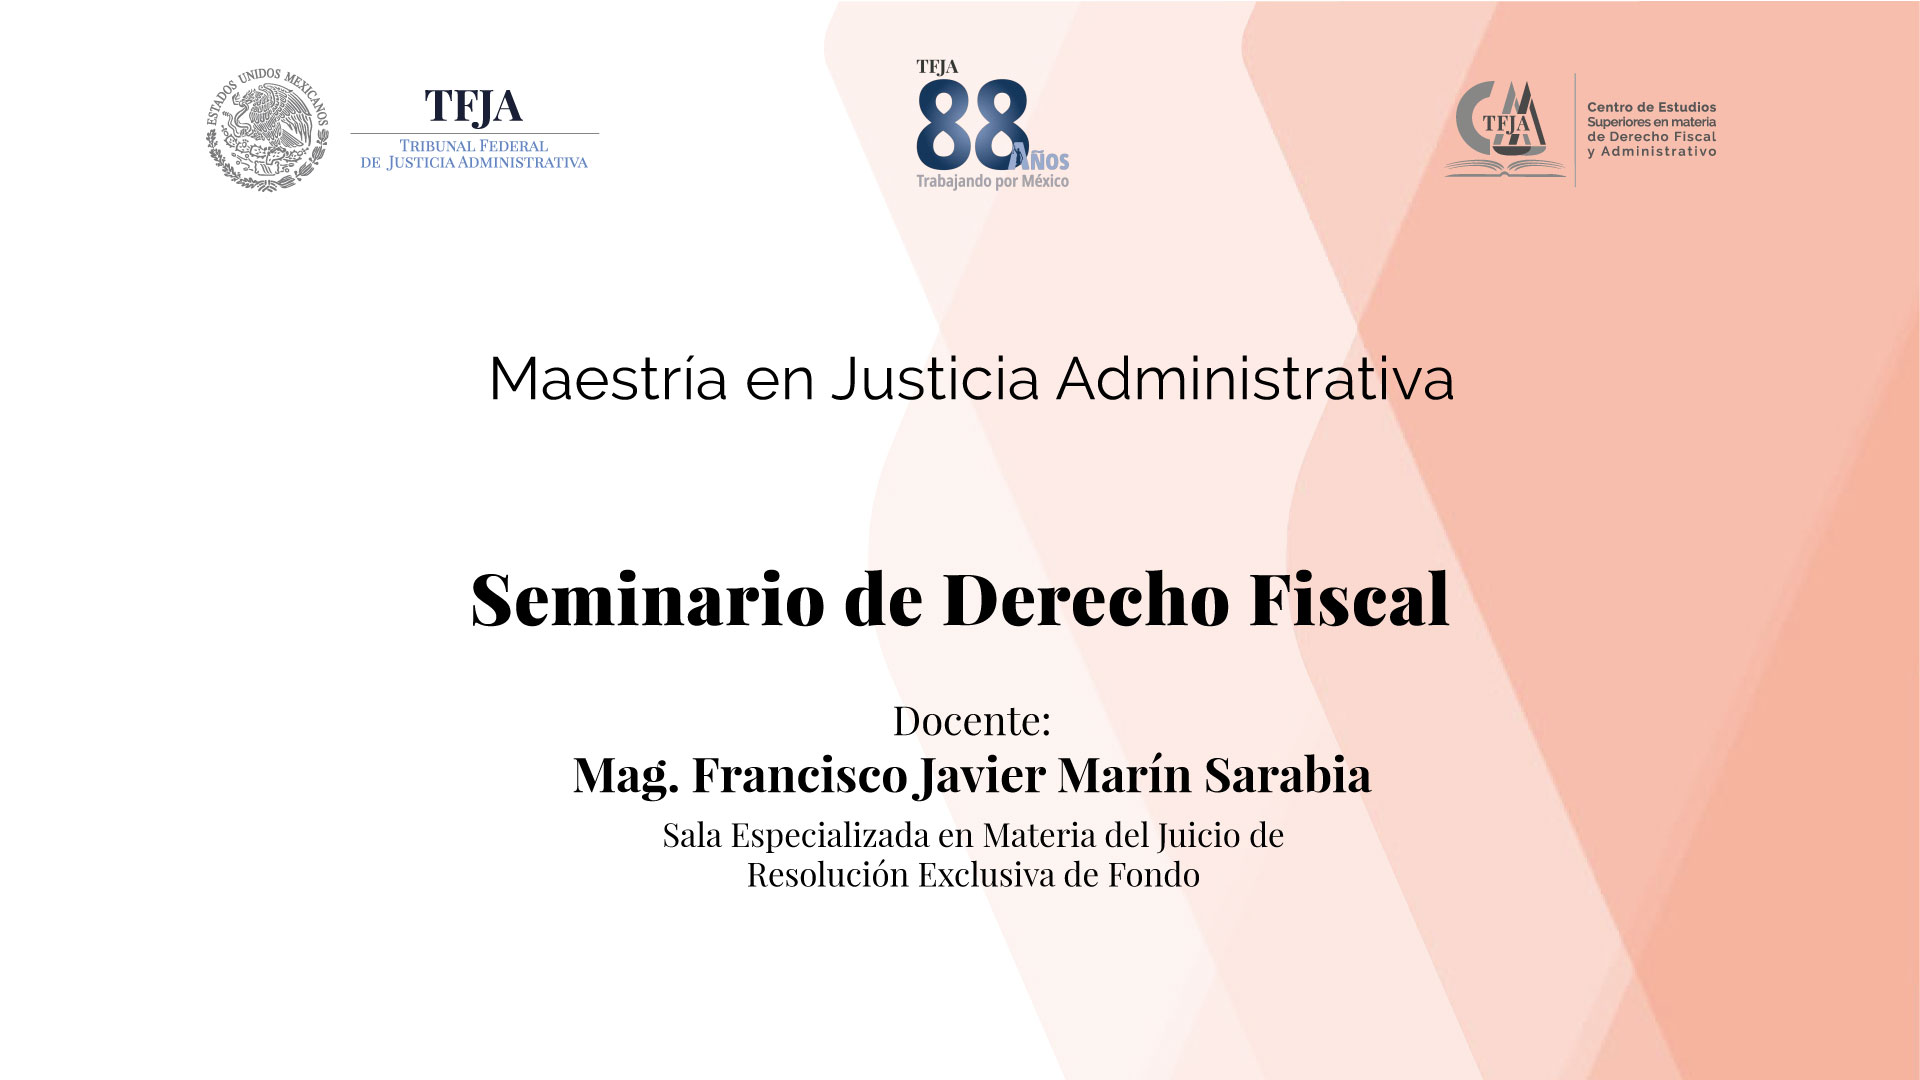 ESTADOS UNIDOS MEXICANOS
TFJA
TRIBUNAL FEDERAL
DE JUSTICIA ADMINISTRATIVA
TFJA
88
AÑOS
Trabajando por México
TFJA
Centro de Estudios
Superiores en materia
de Derecho Fiscal
y Administrativo
Maestría en Justicia Administrativa
Seminario de Derecho Fiscal
Docente:
Mag. Francisco Javier Marín Sarabia
Sala Especializada en Materia del Juicio de
Resolución Exclusiva de Fondo